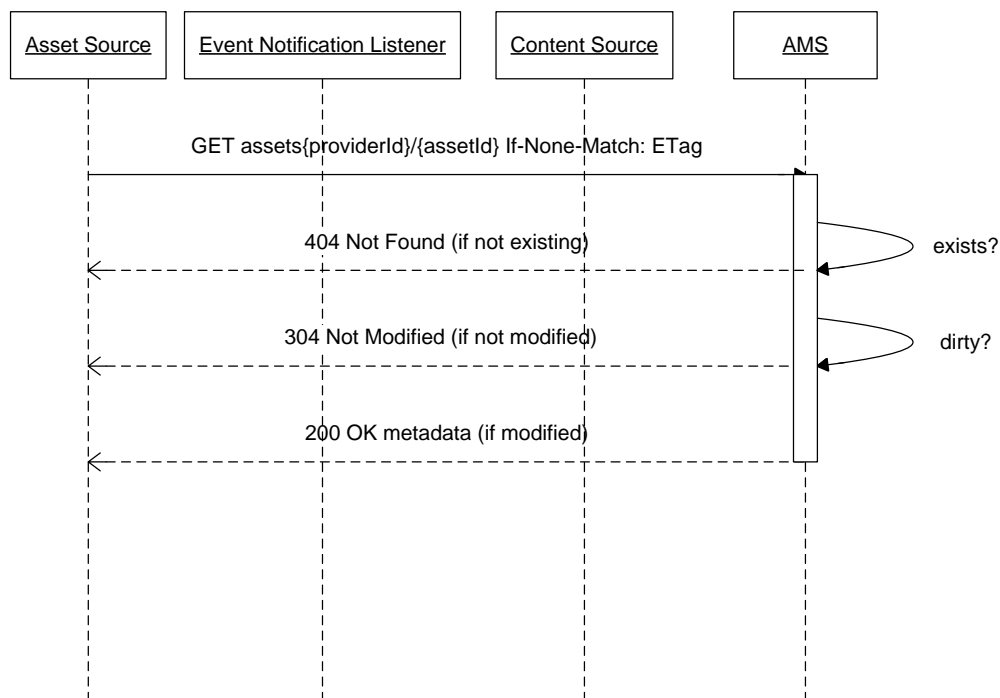 Asset Source
Event Notification Listener
Content Source
AMS
GET assets{providerId}/{assetId} If-None-Match: ETag
404 Not Found (if not existing)
exists?
304 Not Modified (if not modified)
dirty?
200 OK metadata (if modified)